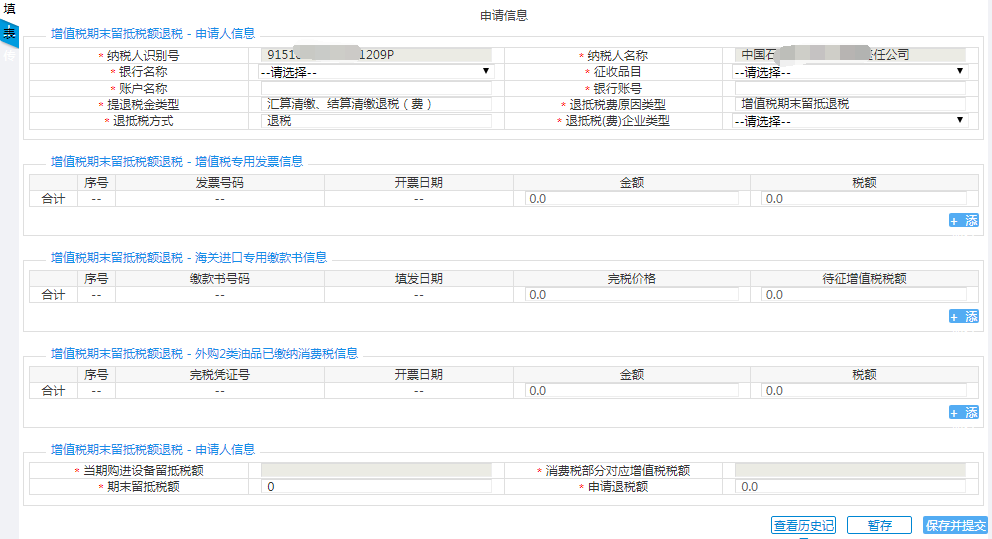 填
表
申请信息
增值税期末留抵税额退税 - 申请人信息
* 纳税人识别号 9151 1209P * 纳税人名称 中国石 责任公司
* 银行名称 --请选择-- * 征收品目 --请选择--
* 账户名称 * 银行账号
* 提退税金类型 汇算清缴、结算清缴退税（费） * 退抵税费原因类型 增值税期末留抵退税
* 退抵税方式 退税 * 退抵税(费)企业类型 --请选择--
增值税期末留抵税额退税 - 增值税专用发票信息
序号 发票号码 开票日期 金额 税额
合计 -- -- -- 0.0 0.0
+ 添
增值税期末留抵税额退税 - 海关进口专用缴款书信息
序号 缴款书号码 填发日期 完税价格 待征增值税税额
合计 -- -- -- 0.0 0.0
+ 添
增值税期末留抵税额退税 - 外购2类油品已缴纳消费税信息
序号 完税凭证号 开票日期 金额 税额
合计 -- -- -- 0.0 0.0
+ 添
增值税期末留抵税额退税 - 申请人信息
* 当期购进设备留抵税额 * 消费税部分对应增值税税额
* 期末留抵税额 0 * 申请退税额 0.0
查看历史记 暂存 保存并提交